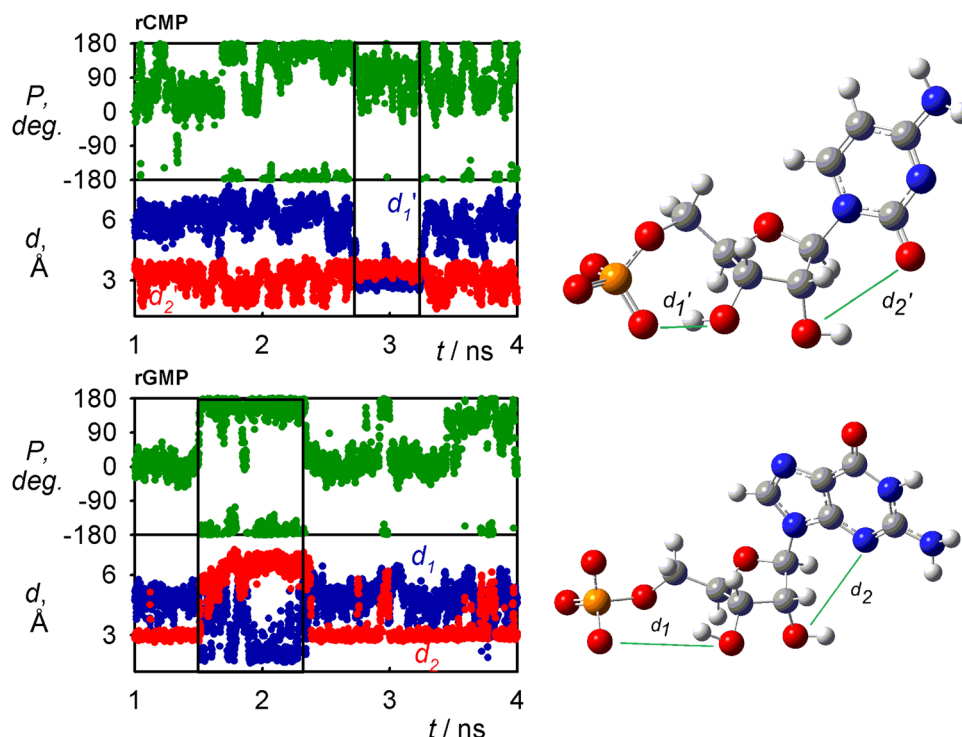 rCMP
180
90
0
-90
-180
P,
deg.
6
3
d,
Å
d₁'
d₂
1 2 3 4
t / ns
d₁'
d₂'
rGMP
180
90
0
-90
-180
P,
deg.
6
3
d,
Å
d₁
d₂
1 2 3 4
t / ns
d₁
d₂